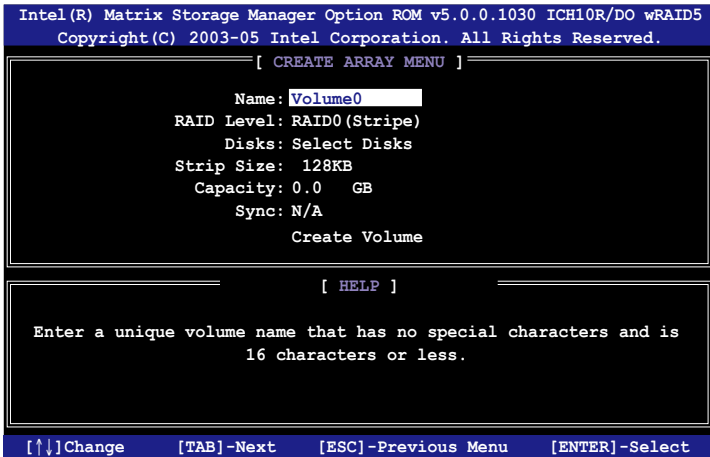 Intel(R) Matrix Storage Manager Option ROM v5.0.0.1030 ICH10R/DO wRAID5
Copyright(C) 2003-05 Intel Corporation. All Rights Reserved.
[ CREATE ARRAY MENU ]
Name: Volume0
RAID Level: RAID0(Stripe)
Disks: Select Disks
Strip Size: 128KB
Capacity: 0.0 GB
Sync: N/A
Create Volume
[ HELP ]
Enter a unique volume name that has no special characters and is
16 characters or less.
[↑↓]Change [TAB]-Next [ESC]-Previous Menu [ENTER]-Select